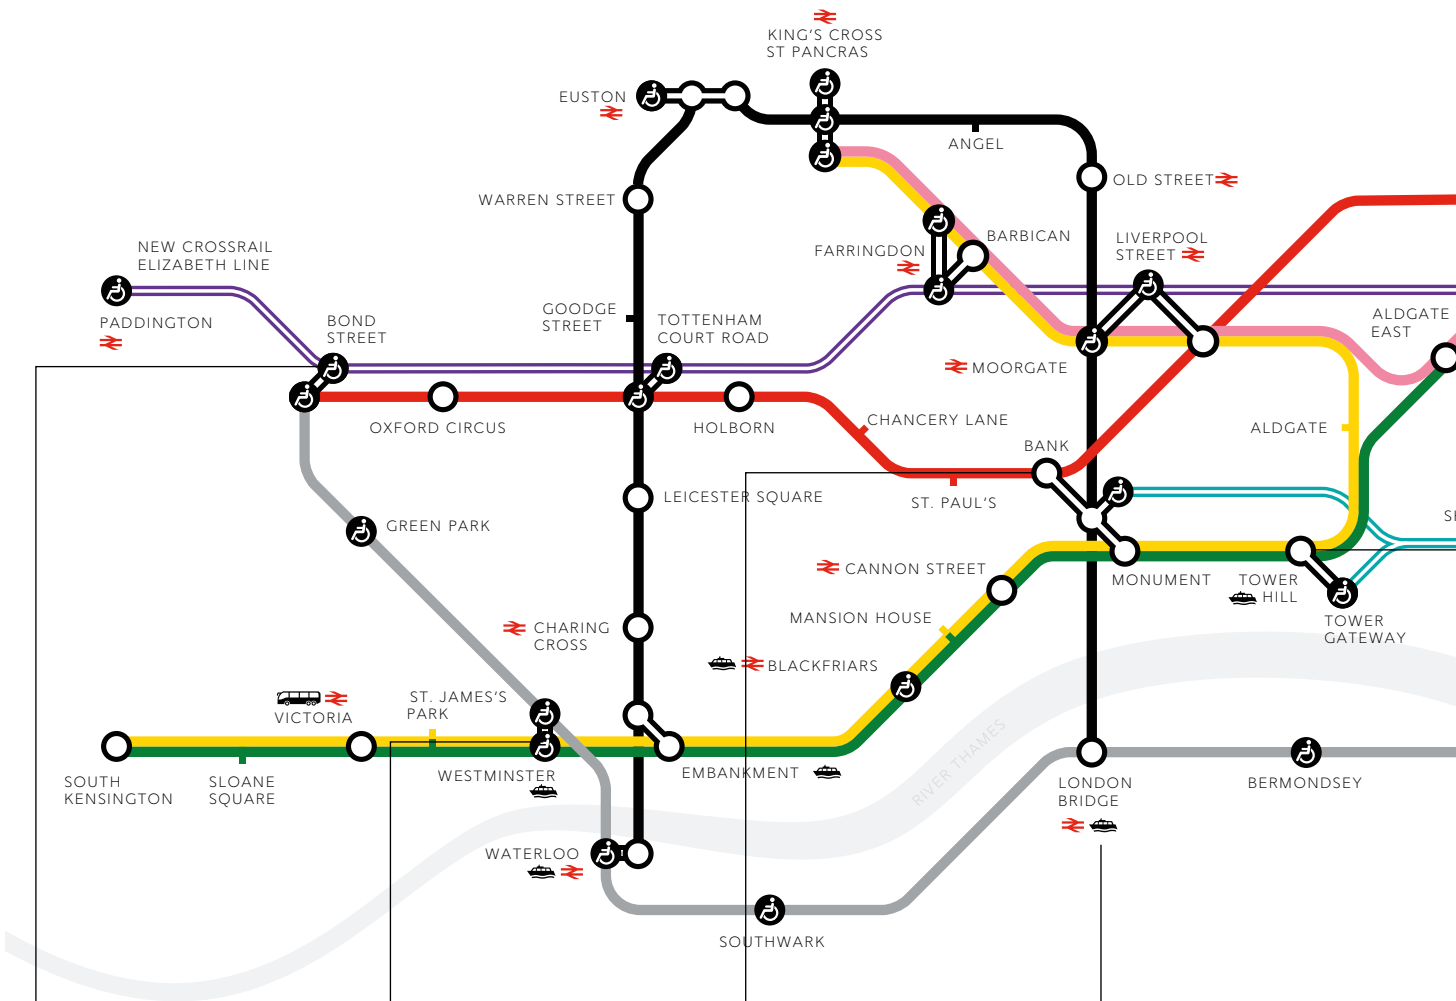 KING'S CROSS
ST PANCRAS
EUSTON
ANGEL
OLD STREET
WARREN STREET
NEW CROSSRAIL
ELIZABETH LINE
FARRINGDON
BARBICAN
LIVERPOOL
STREET
PADDINGTON
BOND
STREET
GOODGE
STREET
TOTTENHAM
COURT ROAD
ALDGATE
EAST
MOORGATE
OXFORD CIRCUS
HOLBORN
CHANCERY LANE
ALDGATE
BANK
LEICESTER SQUARE
ST. PAUL'S
GREEN PARK
CANNON STREET
MONUMENT
TOWER
HILL
MANSION HOUSE
TOWER
GATEWAY
CHARING
CROSS
BLACKFRIARS
ST. JAMES'S
PARK
VICTORIA
RIVER THAMES
SOUTH
KENSINGTON
SLOANE
SQUARE
WESTMINSTER
EMBANKMENT
LONDON
BRIDGE
BERMONDSEY
WATERLOO
SOUTHWARK